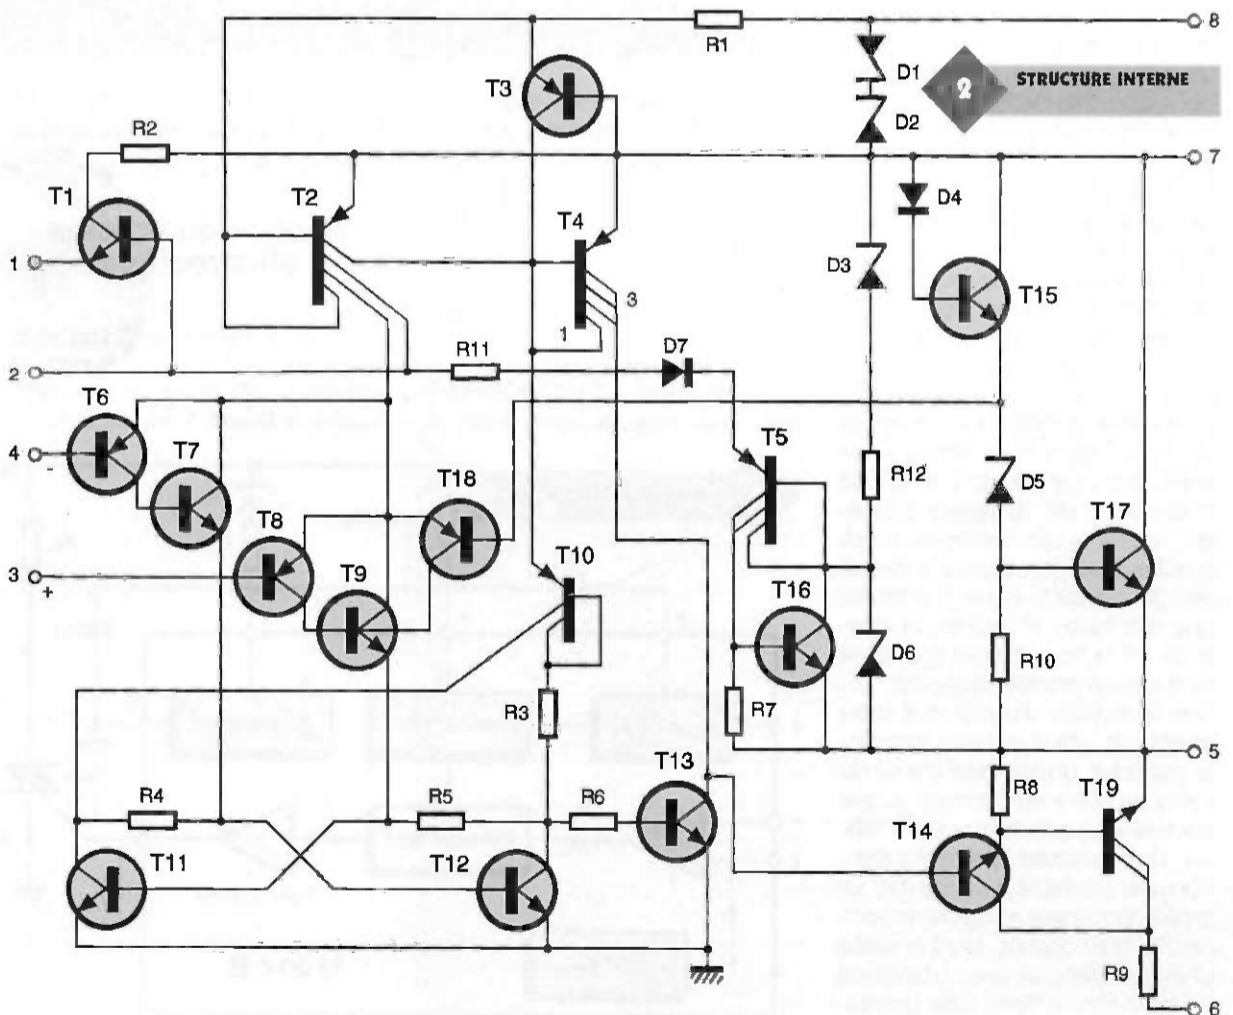 8
R1
D1
2 STRUCTURE INTERNE
T3
D2
R2
7
T1
T2
T4
D4
D3
1
3
T15
1
R11
D7
2
T6
T5
4
-
T7
T18
R12
D5
T8
T17
3
+
T9
T10
T16
R10
D6
R3
R7
5
T13
R8
T19
R4
R5
R6
T14
T11
T12
R9
6